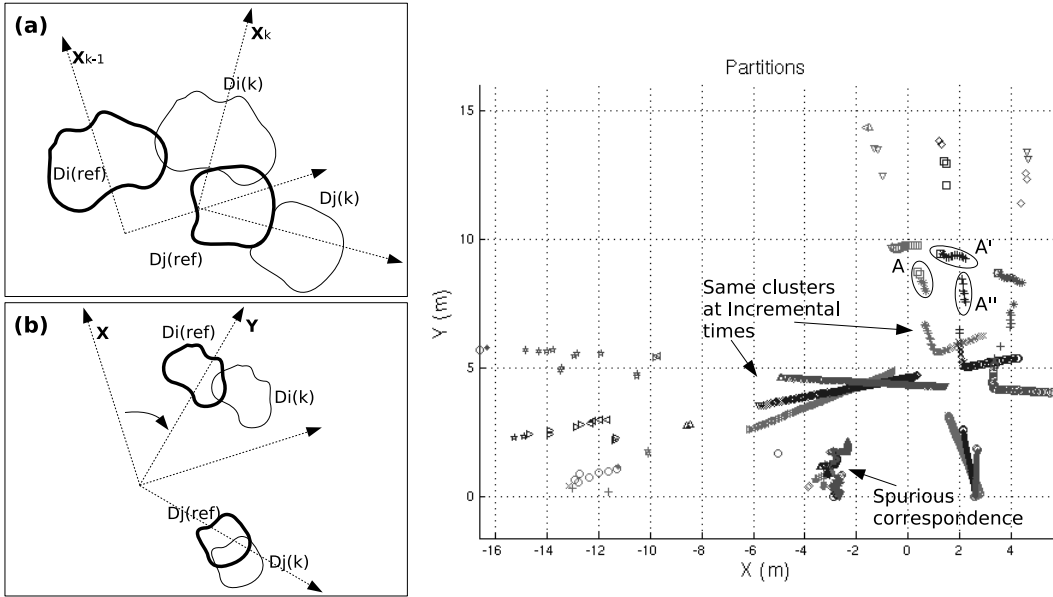 (a)
Xk-1
Xk
Di(k)
Di(ref)
Dj(k)
Dj(ref)
(b)
X
Di(ref)
Y
Di(k)
Dj(ref)
Dj(k)
Partitions
15
10
5
0
Y (m)
A
A'
A''
Same clusters
at Incremental
times
Spurious
correspondence
-16 -14 -12 -10 -8 -6 -4 -2 0 2 4
X (m)